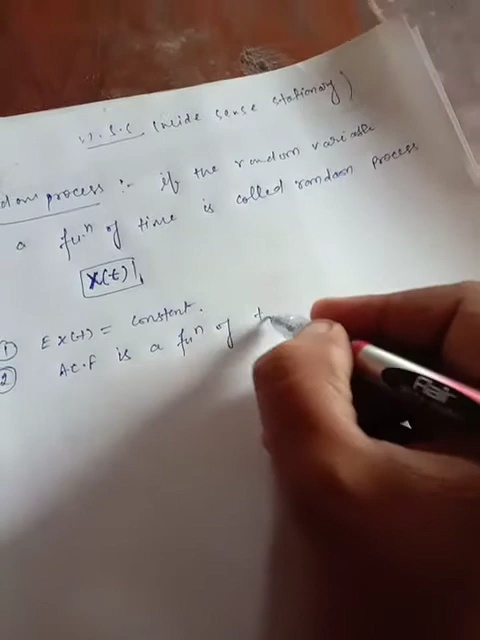 W.S.S (wide sense stationary)
dom process :- if the random variable
a fuⁿ of time is called random process
X(t)
① E X(t) = constant.
② A.C.F is a fuⁿ of t
Flair